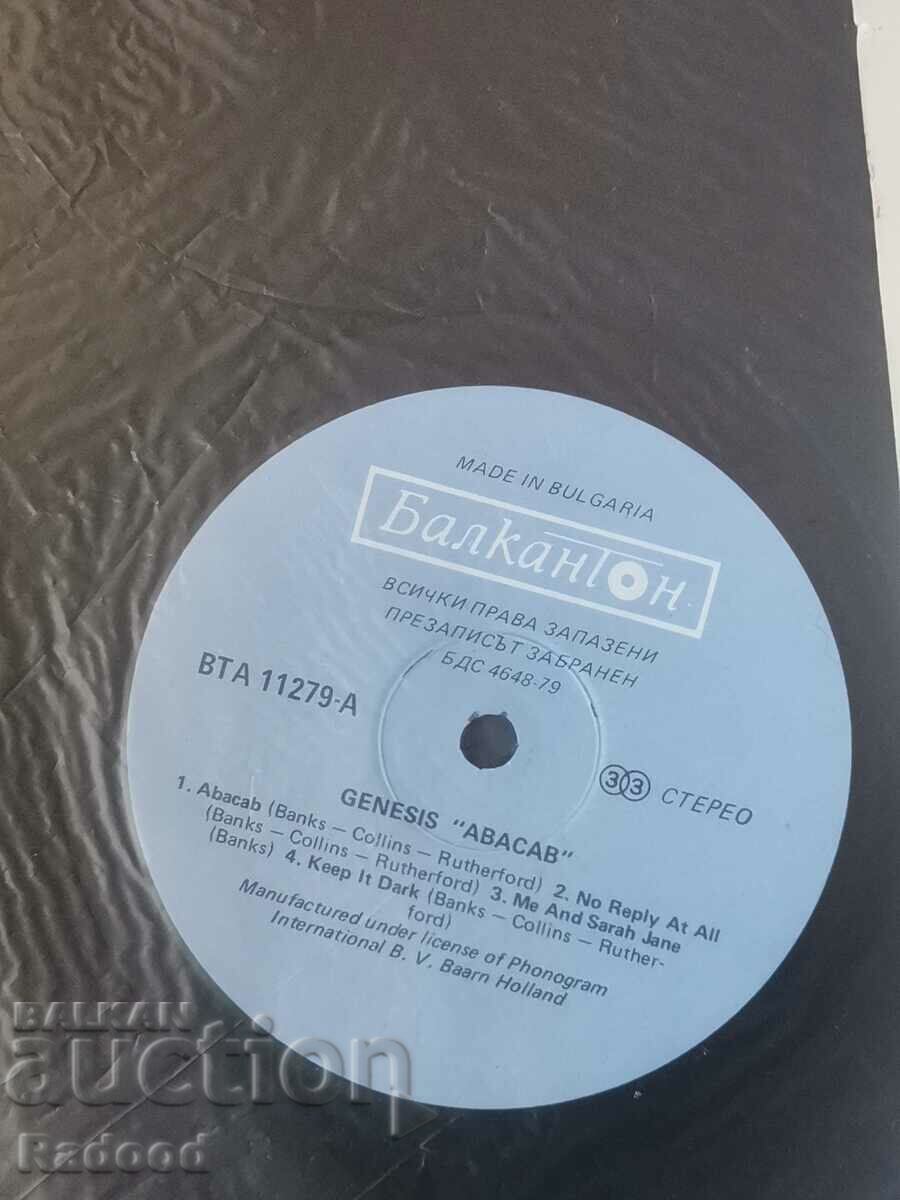 MADE IN BULGARIA
Балкантон
ВСИЧКИ ПРАВА ЗАПАЗЕНИ
ПРЕЗАПИСЪТ ЗАБРАНЕН
БДС 4648-79
ВТА 11279-А
33 СТЕРЕО
GENESIS "ABACAB"
1. Abacab (Banks – Collins – Rutherford) 2. No Reply At All
(Banks – Collins – Rutherford) 3. Me And Sarah Jane
(Banks) 4. Keep It Dark (Banks – Collins – Ruther-
ford)
Manufactured under license of Phonogram
International B. V. Baarn Holland
BALKAN
auction
Radood